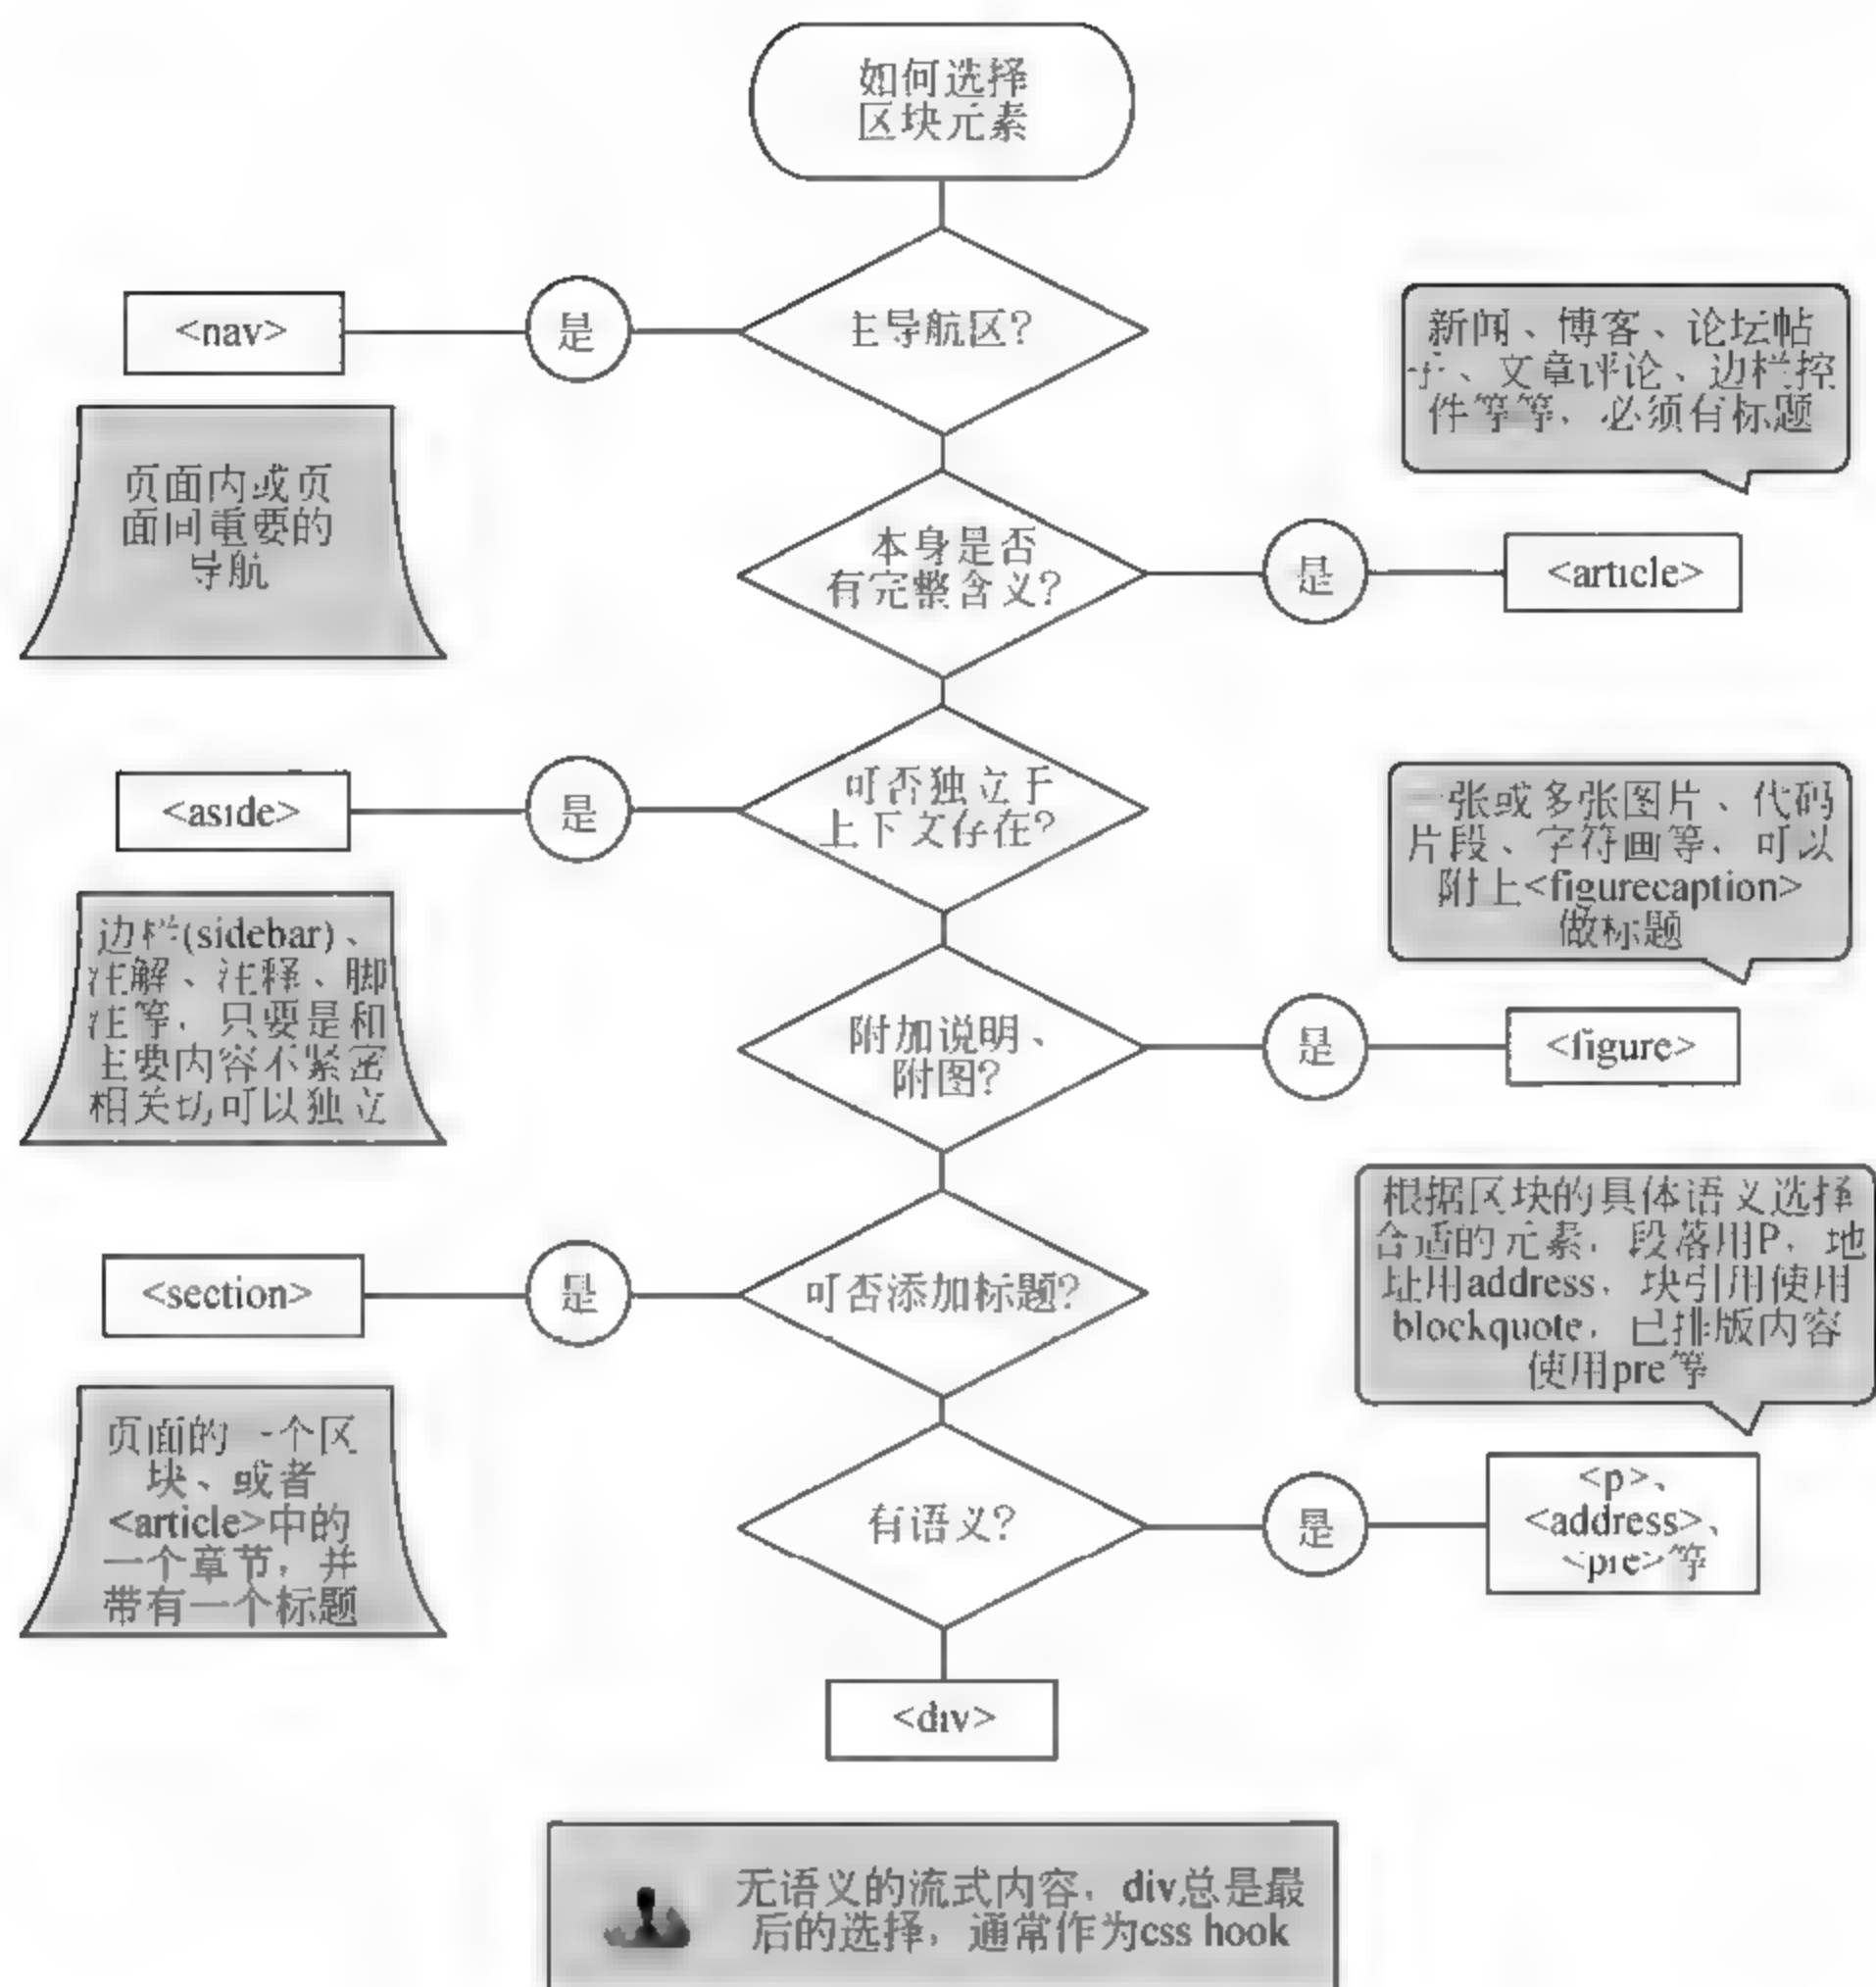 如何选择
区块元素
主导航区?
是
<nav>
页面内或页
面间重要的
导航
新闻、博客、论坛帖
子、文章评论、边栏控
件等等，必须有标题
本身是否
有完整含义?
是
<article>
可否独立于
上下文存在?
是
<aside>
边栏(sidebar)、
注解、注释、脚
注等，只要是和
主要内容不紧密
相关切可以独立
一张或多张图片、代码
片段、字符画等，可以
附上<figurecaption>
做标题
附加说明、
附图?
是
<figure>
可否添加标题?
是
<section>
页面的一个区
块、或者
<article>中的
一个章节，并
带有一个标题
根据区块的具体语义选择
合适的元素，段落用P，地
址用address，块引用使用
blockquote，已排版内容
使用pre等
有语义?
是
<p>、
<address>、
<pre>等
<div>
无语义的流式内容，div总是最
后的选择，通常作为css hook